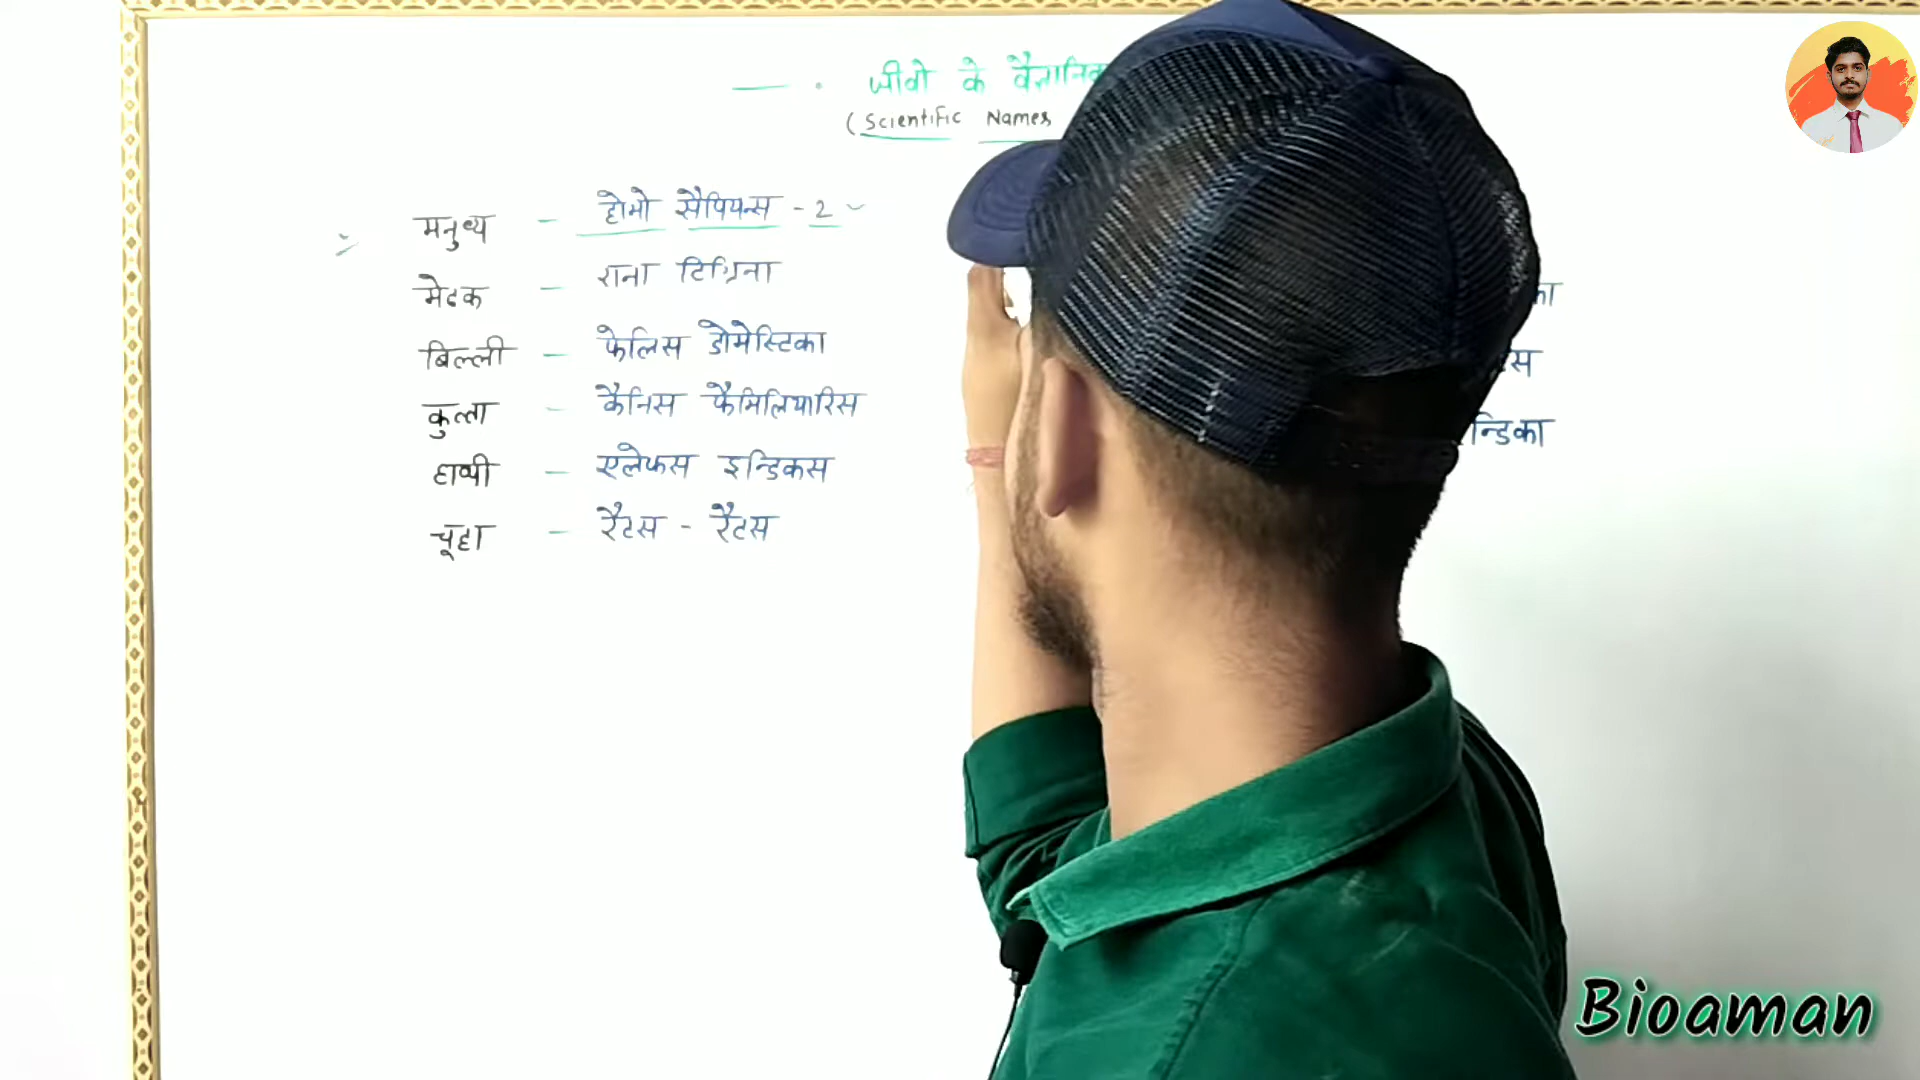 जीवो के वैज्ञानिक
(Scientific Names
मनुष्य - होमो सैपियन्स - 2
मेढक - राना टिग्रिना
बिल्ली - फेलिस डोमेस्टिका
कुत्ता - कैनिस फैमिलियारिस
हाथी - एलेफस इन्डिकस
चूहा - रैटस - रैटस
न्डिका
Bioaman